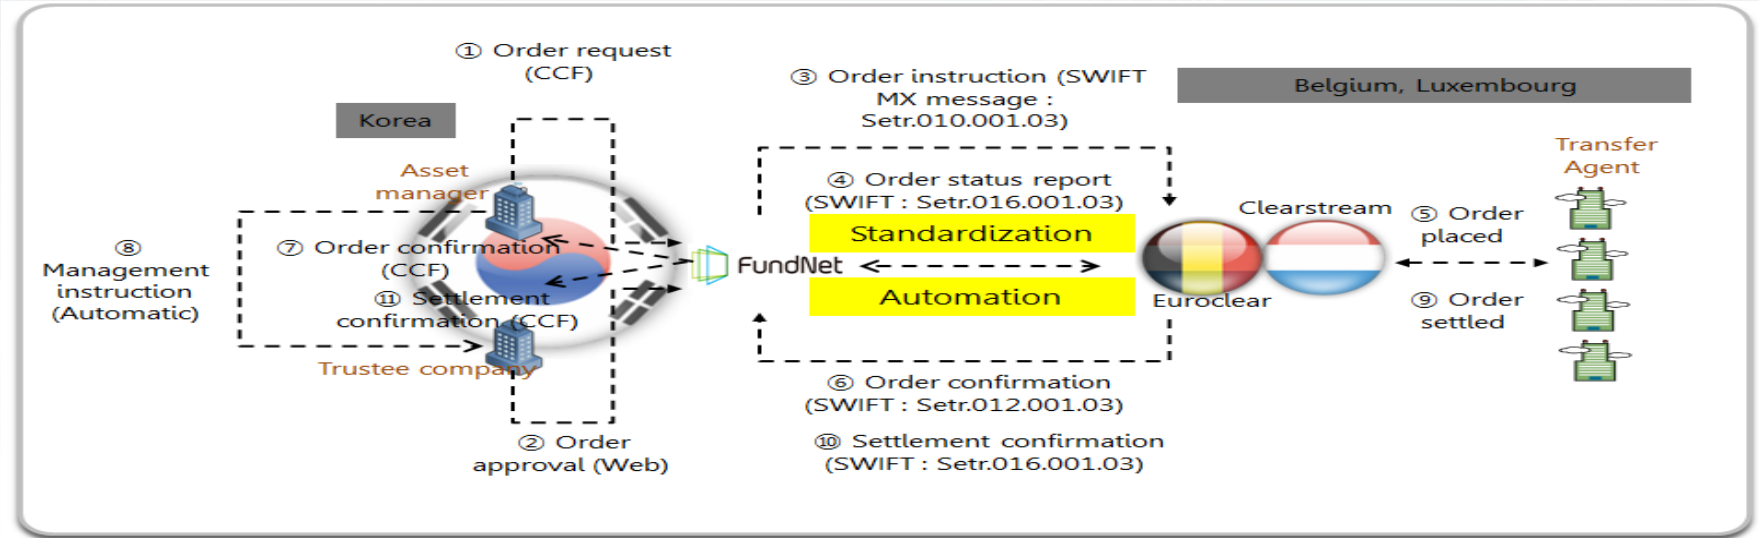 ① Order request
(CCF)
③ Order instruction (SWIFT
MX message :
Setr.010.001.03)
Belgium, Luxembourg
Korea
Asset
manager
④ Order status report
(SWIFT : Setr.016.001.03)
Transfer
Agent
Standardization
Clearstream
⑤ Order
placed
⑧
Management
instruction
(Automatic)
⑦ Order confirmation
(CCF)
FundNet
⑪ Settlement
confirmation (CCF)
Automation
Euroclear
⑨ Order
settled
Trustee company
⑥ Order confirmation
(SWIFT : Setr.012.001.03)
② Order
approval (Web)
⑩ Settlement confirmation
(SWIFT : Setr.016.001.03)